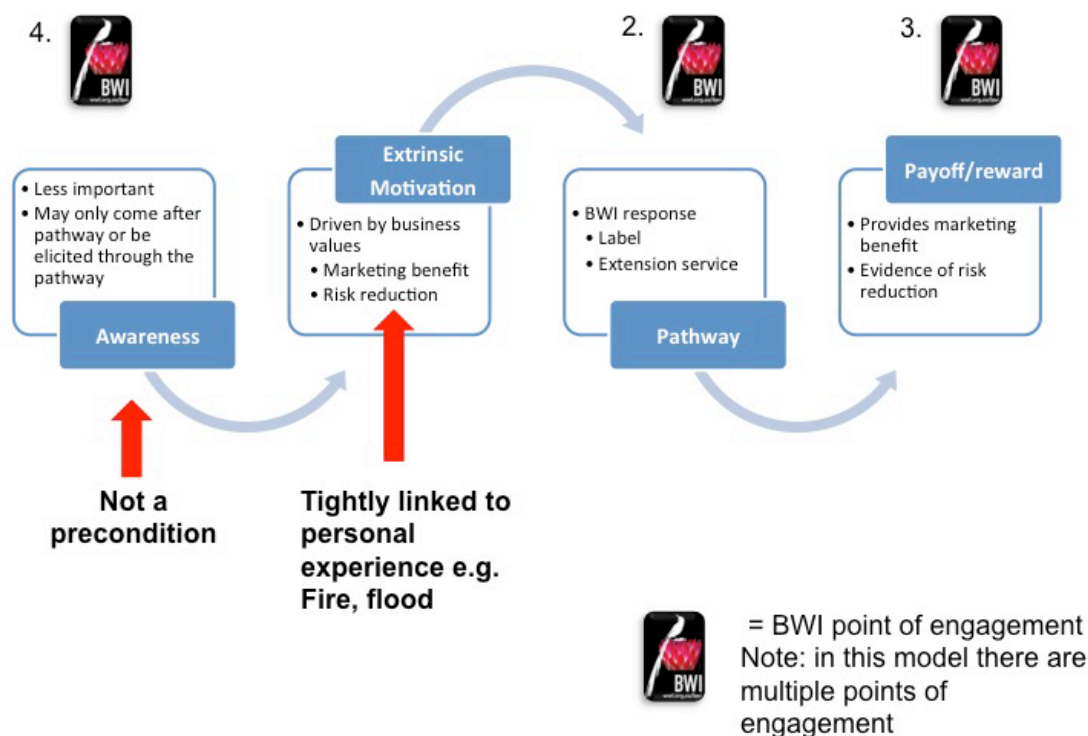 4.
BWI
2.
BWI
3.
BWI
• Less important
• May only come after
pathway or be
elicited through the
pathway
Awareness
Extrinsic
Motivation
• Driven by business
values
• Marketing benefit
• Risk reduction
• BWI response
• Label
• Extension service
Pathway
Payoff/reward
• Provides marketing
benefit
• Evidence of risk
reduction
Not a
precondition
Tightly linked to
personal
experience e.g.
Fire, flood
BWI
= BWI point of engagement
Note: in this model there are
multiple points of
engagement